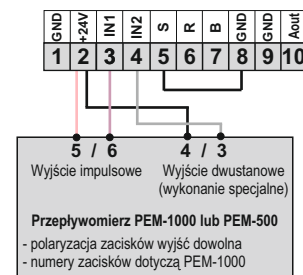 GND +24V IN1 IN2 S R B GND GND Aout
1 2 3 4 5 6 7 8 9 10
5 / 6 4 / 3
Wyjście impulsowe Wyjście dwustanowe
(wykonanie specjalne)
Przepływomierz PEM-1000 lub PEM-500
- polaryzacja zacisków wyjść dowolna
- numery zacisków dotyczą PEM-1000